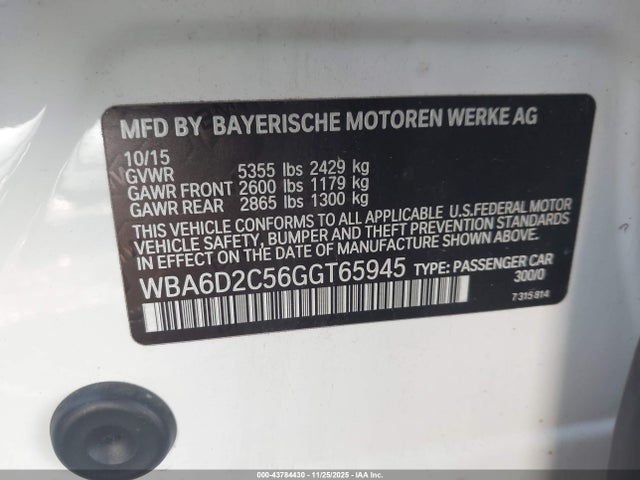 MFD BY BAYERISCHE MOTOREN WERKE AG
10/15
GVWR 5355 lbs 2429 kg
GAWR FRONT 2600 lbs 1179 kg
GAWR REAR 2865 lbs 1300 kg
THIS VEHICLE CONFORMS TO ALL APPLICABLE U.S.FEDERAL MOTOR
VEHICLE SAFETY, BUMPER AND THEFT PREVENTION STANDARDS
IN EFFECT ON THE DATE OF MANUFACTURE SHOWN ABOVE.
WBA6D2C56GGT65945 TYPE: PASSENGER CAR
300/0
7315814
000-43784430 - 11/25/2025 - IAAI.COM